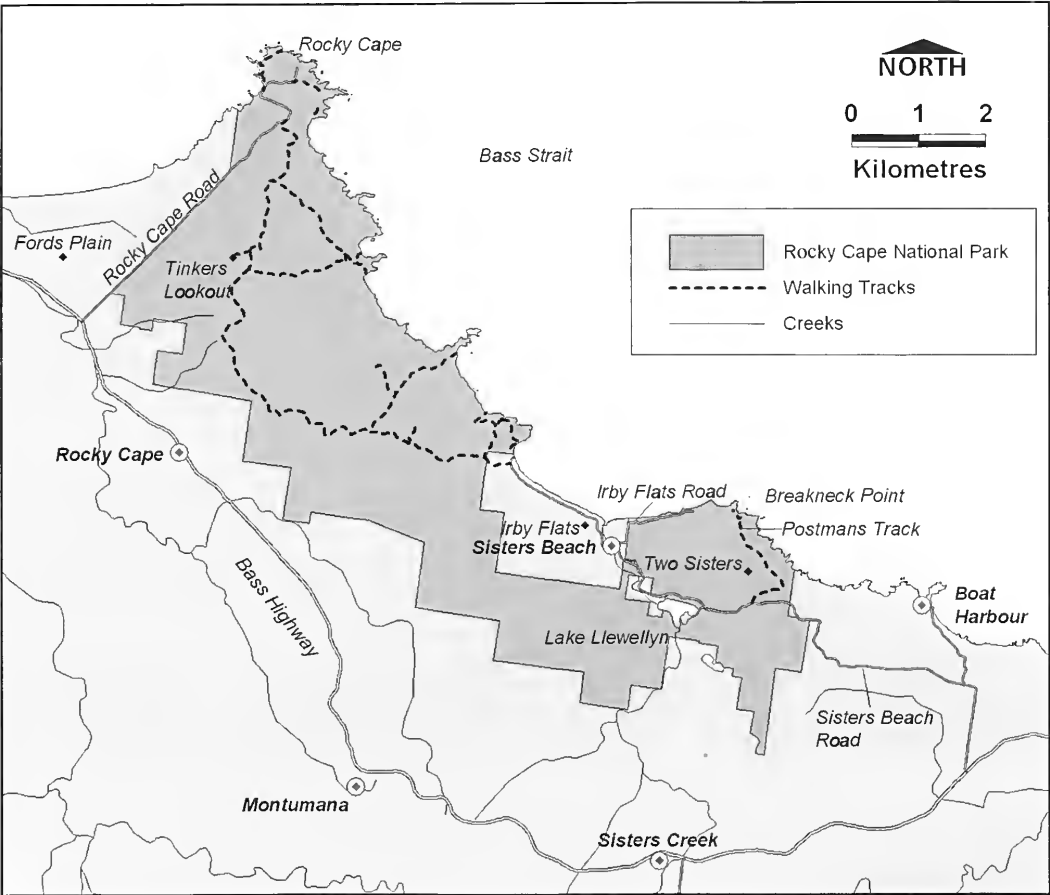 Rocky Cape
NORTH
0 1 2
Kilometres
Bass Strait
Rocky Cape Road
Fords Plain
Tinkers
Lookout
Rocky Cape National Park
Walking Tracks
Creeks
Rocky Cape
Irby Flats Road
Breakneck Point
Postmans Track
Irby Flats
Sisters Beach
Two Sisters
Boat
Harbour
Bass Highway
Lake Llewellyn
Sisters Beach
Road
Montumana
Sisters Creek